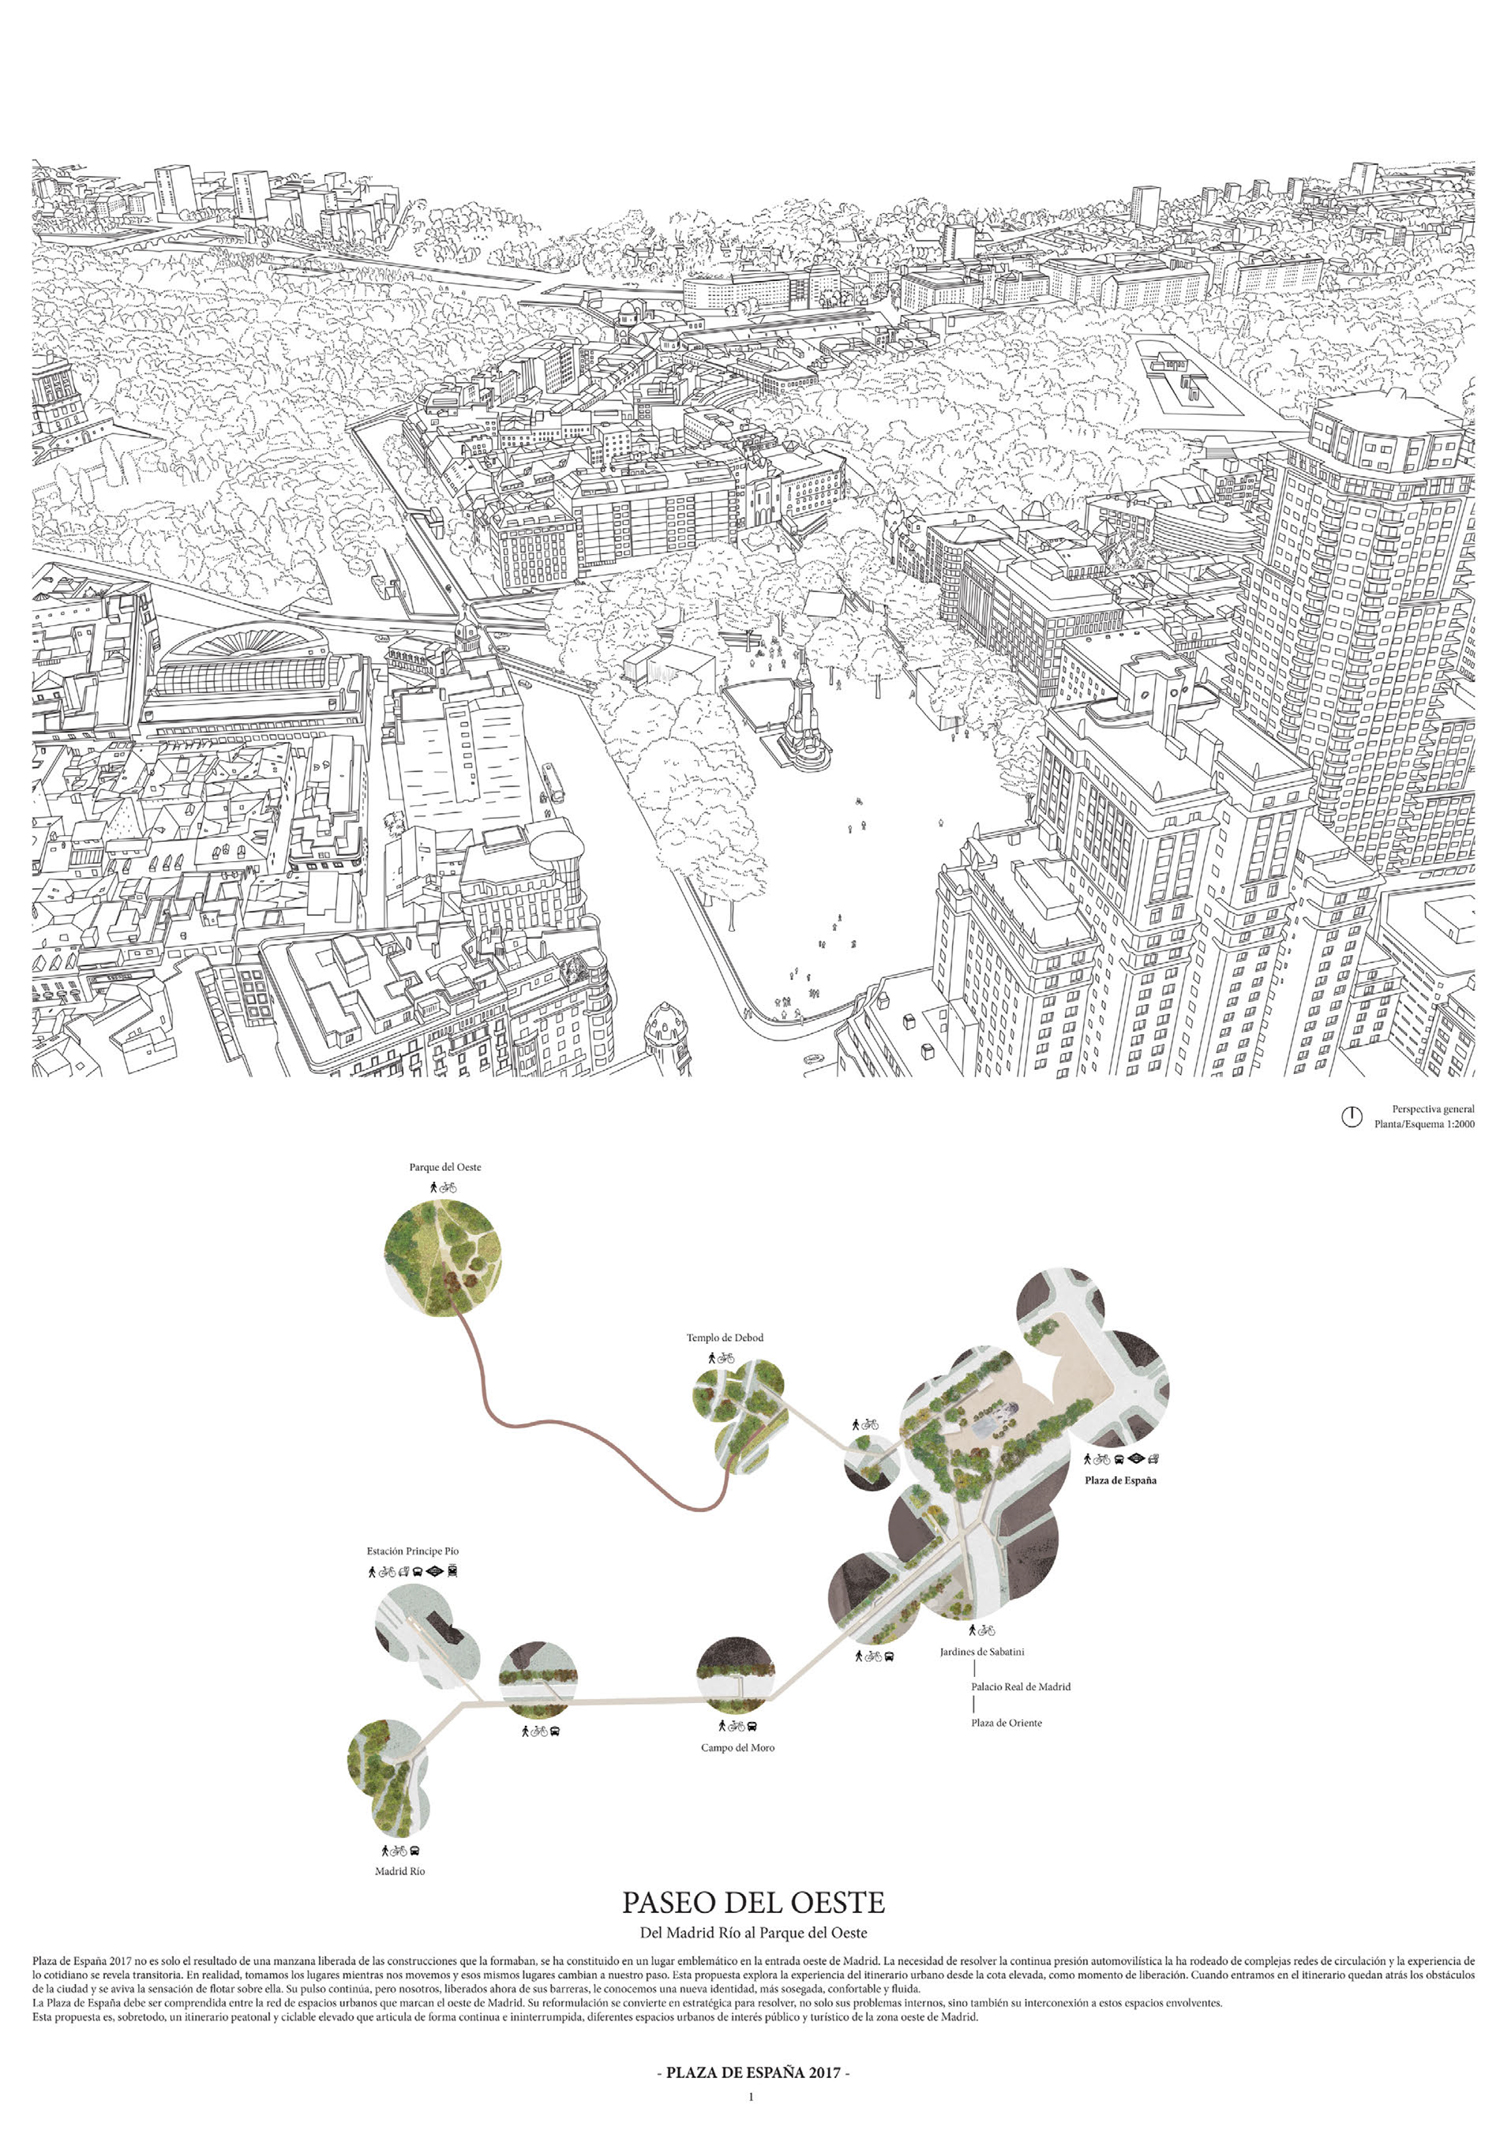 Perspectiva general
Planta/Esquema 1:2000
Parque del Oeste
Templo de Debod
Plaza de España
Estación Principe Pío
Jardines de Sabatini
Palacio Real de Madrid
Plaza de Oriente
Campo del Moro
Madrid Río
PASEO DEL OESTE
Del Madrid Río al Parque del Oeste
Plaza de España 2017 no es solo el resultado de una manzana liberada de las construcciones que la formaban, se ha constituido en un lugar emblemático en la entrada oeste de Madrid. La necesidad de resolver la continua presión automovilística la ha rodeado de complejas redes de circulación y la experiencia de
lo cotidiano se revela transitoria. En realidad, tomamos los lugares mientras nos movemos y esos mismos lugares cambian a nuestro paso. Esta propuesta explora la experiencia del itinerario urbano desde la cota elevada, como momento de liberación. Cuando entramos en el itinerario quedan atrás los obstáculos
de la ciudad y se aviva la sensación de flotar sobre ella. Su pulso continúa, pero nosotros, liberados ahora de sus barreras, le conocemos una nueva identidad, más sosegada, confortable y fluida.
La Plaza de España debe ser comprendida entre la red de espacios urbanos que marcan el oeste de Madrid. Su reformulación se convierte en estratégica para resolver, no solo sus problemas internos, sino también su interconexión a estos espacios envolventes.
Esta propuesta es, sobretodo, un itinerario peatonal y ciclable elevado que articula de forma continua e ininterrumpida, diferentes espacios urbanos de interés público y turístico de la zona oeste de Madrid.
- PLAZA DE ESPAÑA 2017 -
1